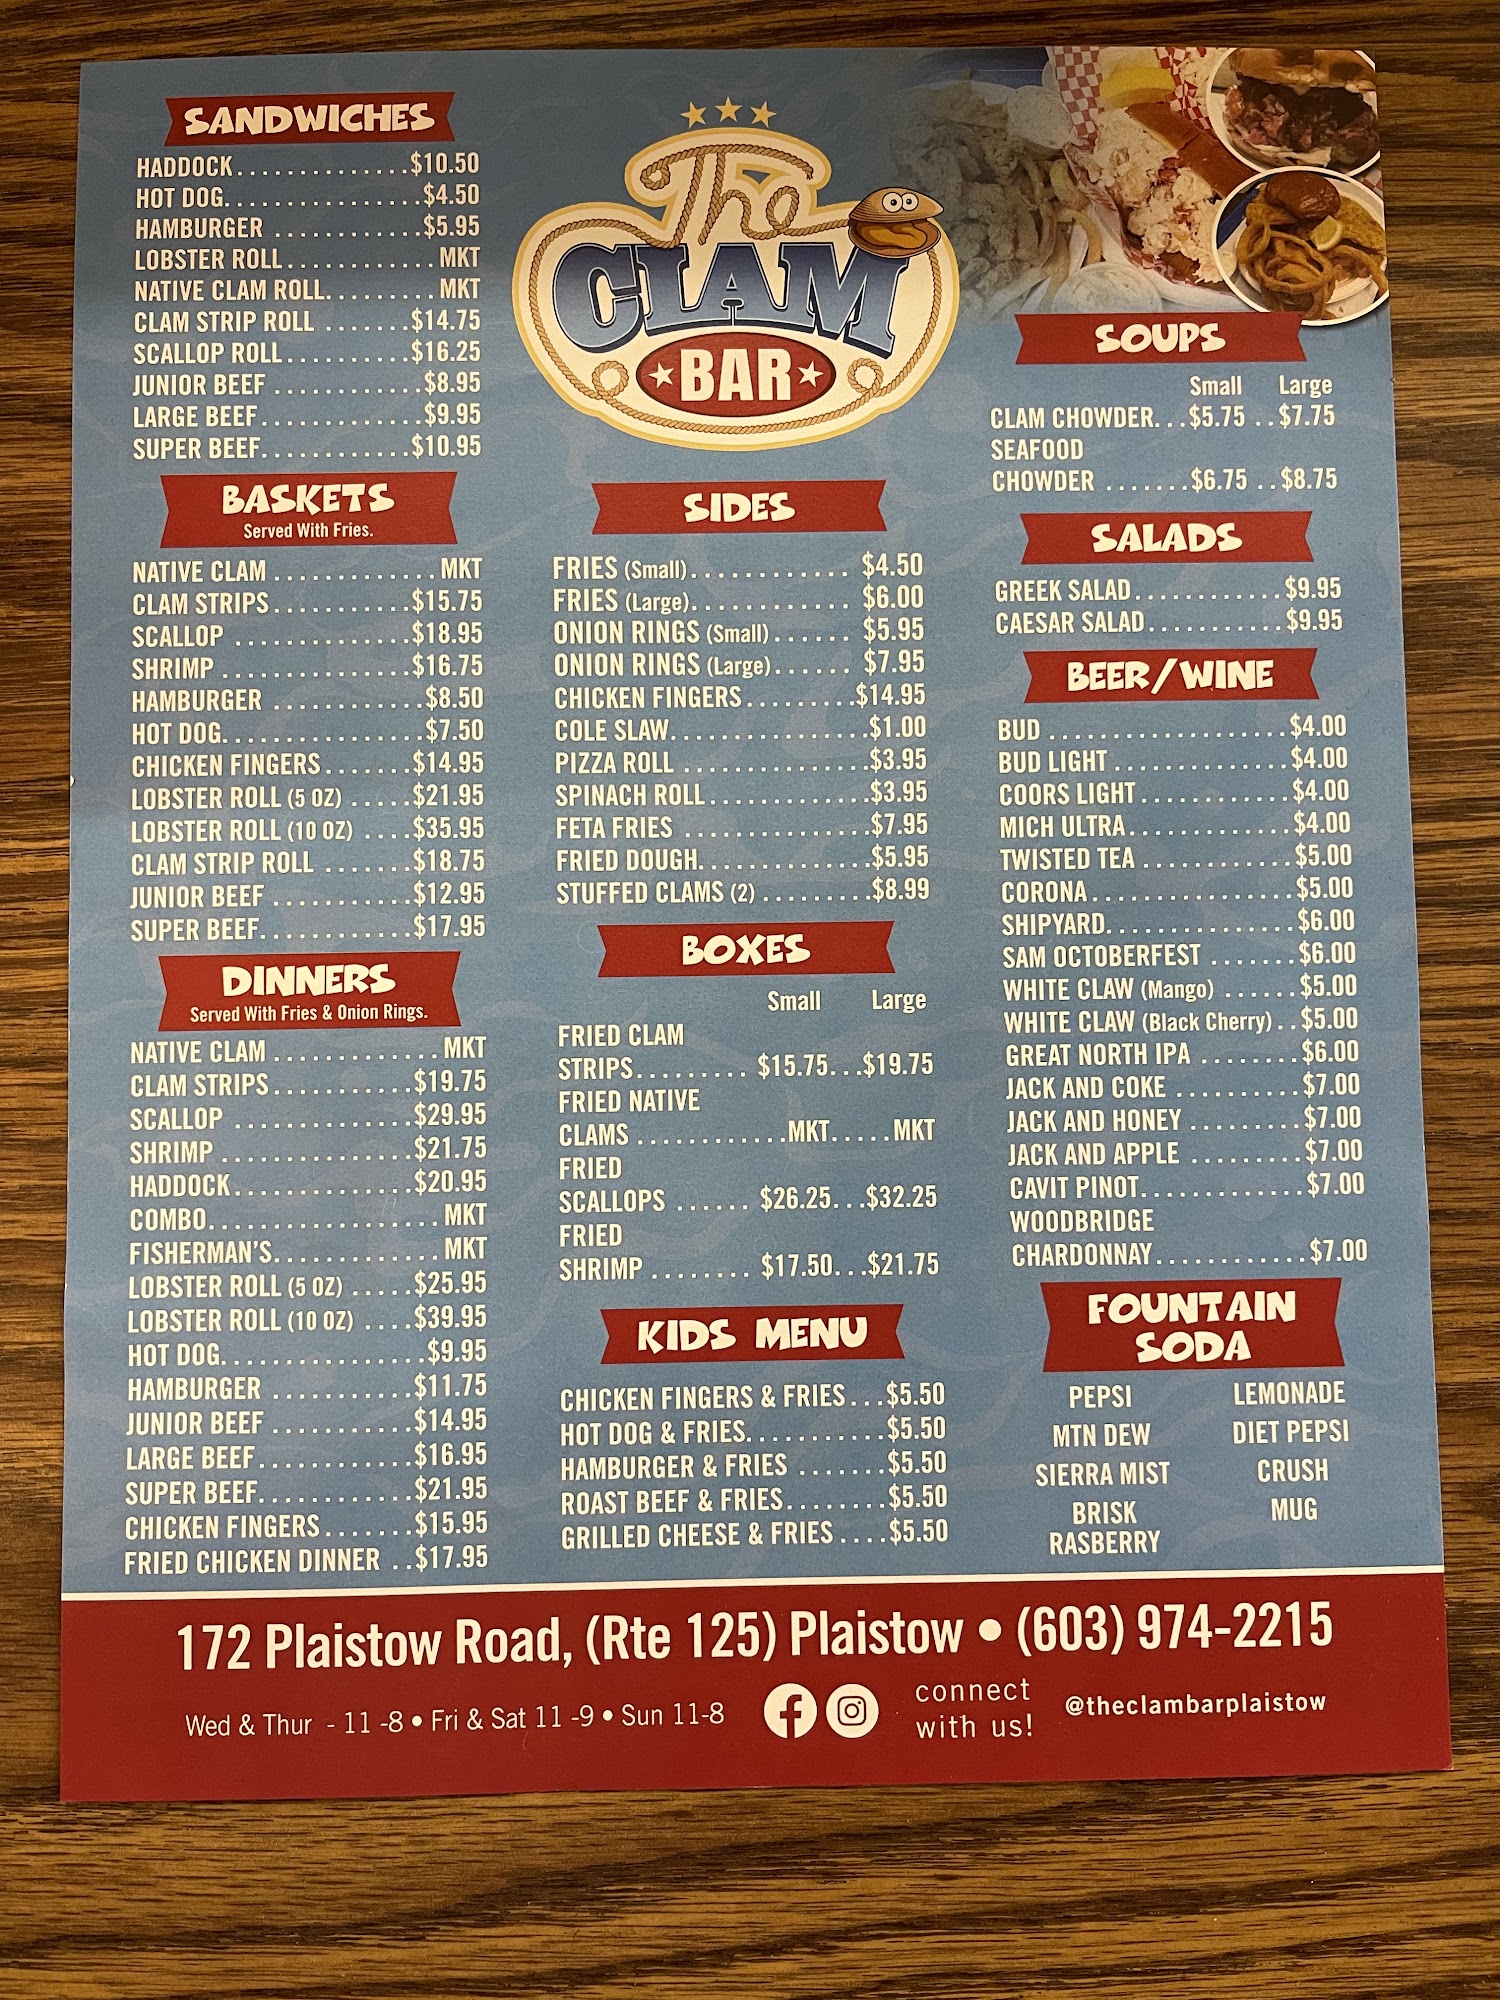 SANDWICHES
HADDOCK..............$10.50
HOT DOG................$4.50
HAMBURGER ............$5.95
LOBSTER ROLL............MKT
NATIVE CLAM ROLL.........MKT
CLAM STRIP ROLL .......$14.75
SCALLOP ROLL..........$16.25
JUNIOR BEEF ............$8.95
LARGE BEEF.............$9.95
SUPER BEEF............$10.95
BASKETS
Served With Fries.
NATIVE CLAM .............MKT
CLAM STRIPS...........$15.75
SCALLOP ..............$18.95
SHRIMP ...............$16.75
HAMBURGER ............$8.50
HOT DOG................$7.50
CHICKEN FINGERS.......$14.95
LOBSTER ROLL (5 OZ) .....$21.95
LOBSTER ROLL (10 OZ) ....$35.95
CLAM STRIP ROLL .......$18.75
JUNIOR BEEF ...........$12.95
SUPER BEEF............$17.95
DINNERS
Served With Fries & Onion Rings.
NATIVE CLAM .............MKT
CLAM STRIPS...........$19.75
SCALLOP ..............$29.95
SHRIMP ...............$21.75
HADDOCK..............$20.95
COMBO..................MKT
FISHERMAN'S.............MKT
LOBSTER ROLL (5 OZ) .....$25.95
LOBSTER ROLL (10 OZ) ....$39.95
HOT DOG................$9.95
HAMBURGER ...........$11.75
JUNIOR BEEF ...........$14.95
LARGE BEEF............$16.95
SUPER BEEF............$21.95
CHICKEN FINGERS.......$15.95
FRIED CHICKEN DINNER ..$17.95
The
CLAM
BAR
SIDES
FRIES (Small)............ $4.50
FRIES (Large)............ $6.00
ONION RINGS (Small)...... $5.95
ONION RINGS (Large)...... $7.95
CHICKEN FINGERS.........$14.95
COLE SLAW................$1.00
PIZZA ROLL ...............$3.95
SPINACH ROLL.............$3.95
FETA FRIES ...............$7.95
FRIED DOUGH..............$5.95
STUFFED CLAMS (2) .........$8.99
BOXES
Small Large
FRIED CLAM
STRIPS......... $15.75...$19.75
FRIED NATIVE
CLAMS ............MKT.....MKT
FRIED
SCALLOPS ...... $26.25...$32.25
FRIED
SHRIMP ........ $17.50...$21.75
KIDS MENU
CHICKEN FINGERS & FRIES...$5.50
HOT DOG & FRIES...........$5.50
HAMBURGER & FRIES .......$5.50
ROAST BEEF & FRIES........$5.50
GRILLED CHEESE & FRIES ....$5.50
SOUPS
Small Large
CLAM CHOWDER...$5.75 ..$7.75
SEAFOOD
CHOWDER .......$6.75 ..$8.75
SALADS
GREEK SALAD............$9.95
CAESAR SALAD...........$9.95
BEER/WINE
BUD ...................$4.00
BUD LIGHT ..............$4.00
COORS LIGHT............$4.00
MICH ULTRA.............$4.00
TWISTED TEA ............$5.00
CORONA................$5.00
SHIPYARD...............$6.00
SAM OCTOBERFEST .......$6.00
WHITE CLAW (Mango) ......$5.00
WHITE CLAW (Black Cherry)..$5.00
GREAT NORTH IPA ........$6.00
JACK AND COKE ..........$7.00
JACK AND HONEY .........$7.00
JACK AND APPLE .........$7.00
CAVIT PINOT.............$7.00
WOODBRIDGE
CHARDONNAY............$7.00
FOUNTAIN
SODA
PEPSI LEMONADE
MTN DEW DIET PEPSI
SIERRA MIST CRUSH
BRISK MUG
RASBERRY
172 Plaistow Road, (Rte 125) Plaistow • (603) 974-2215
Wed & Thur - 11 -8 • Fri & Sat 11 -9 • Sun 11-8
connect
with us!
@theclambarplaistow